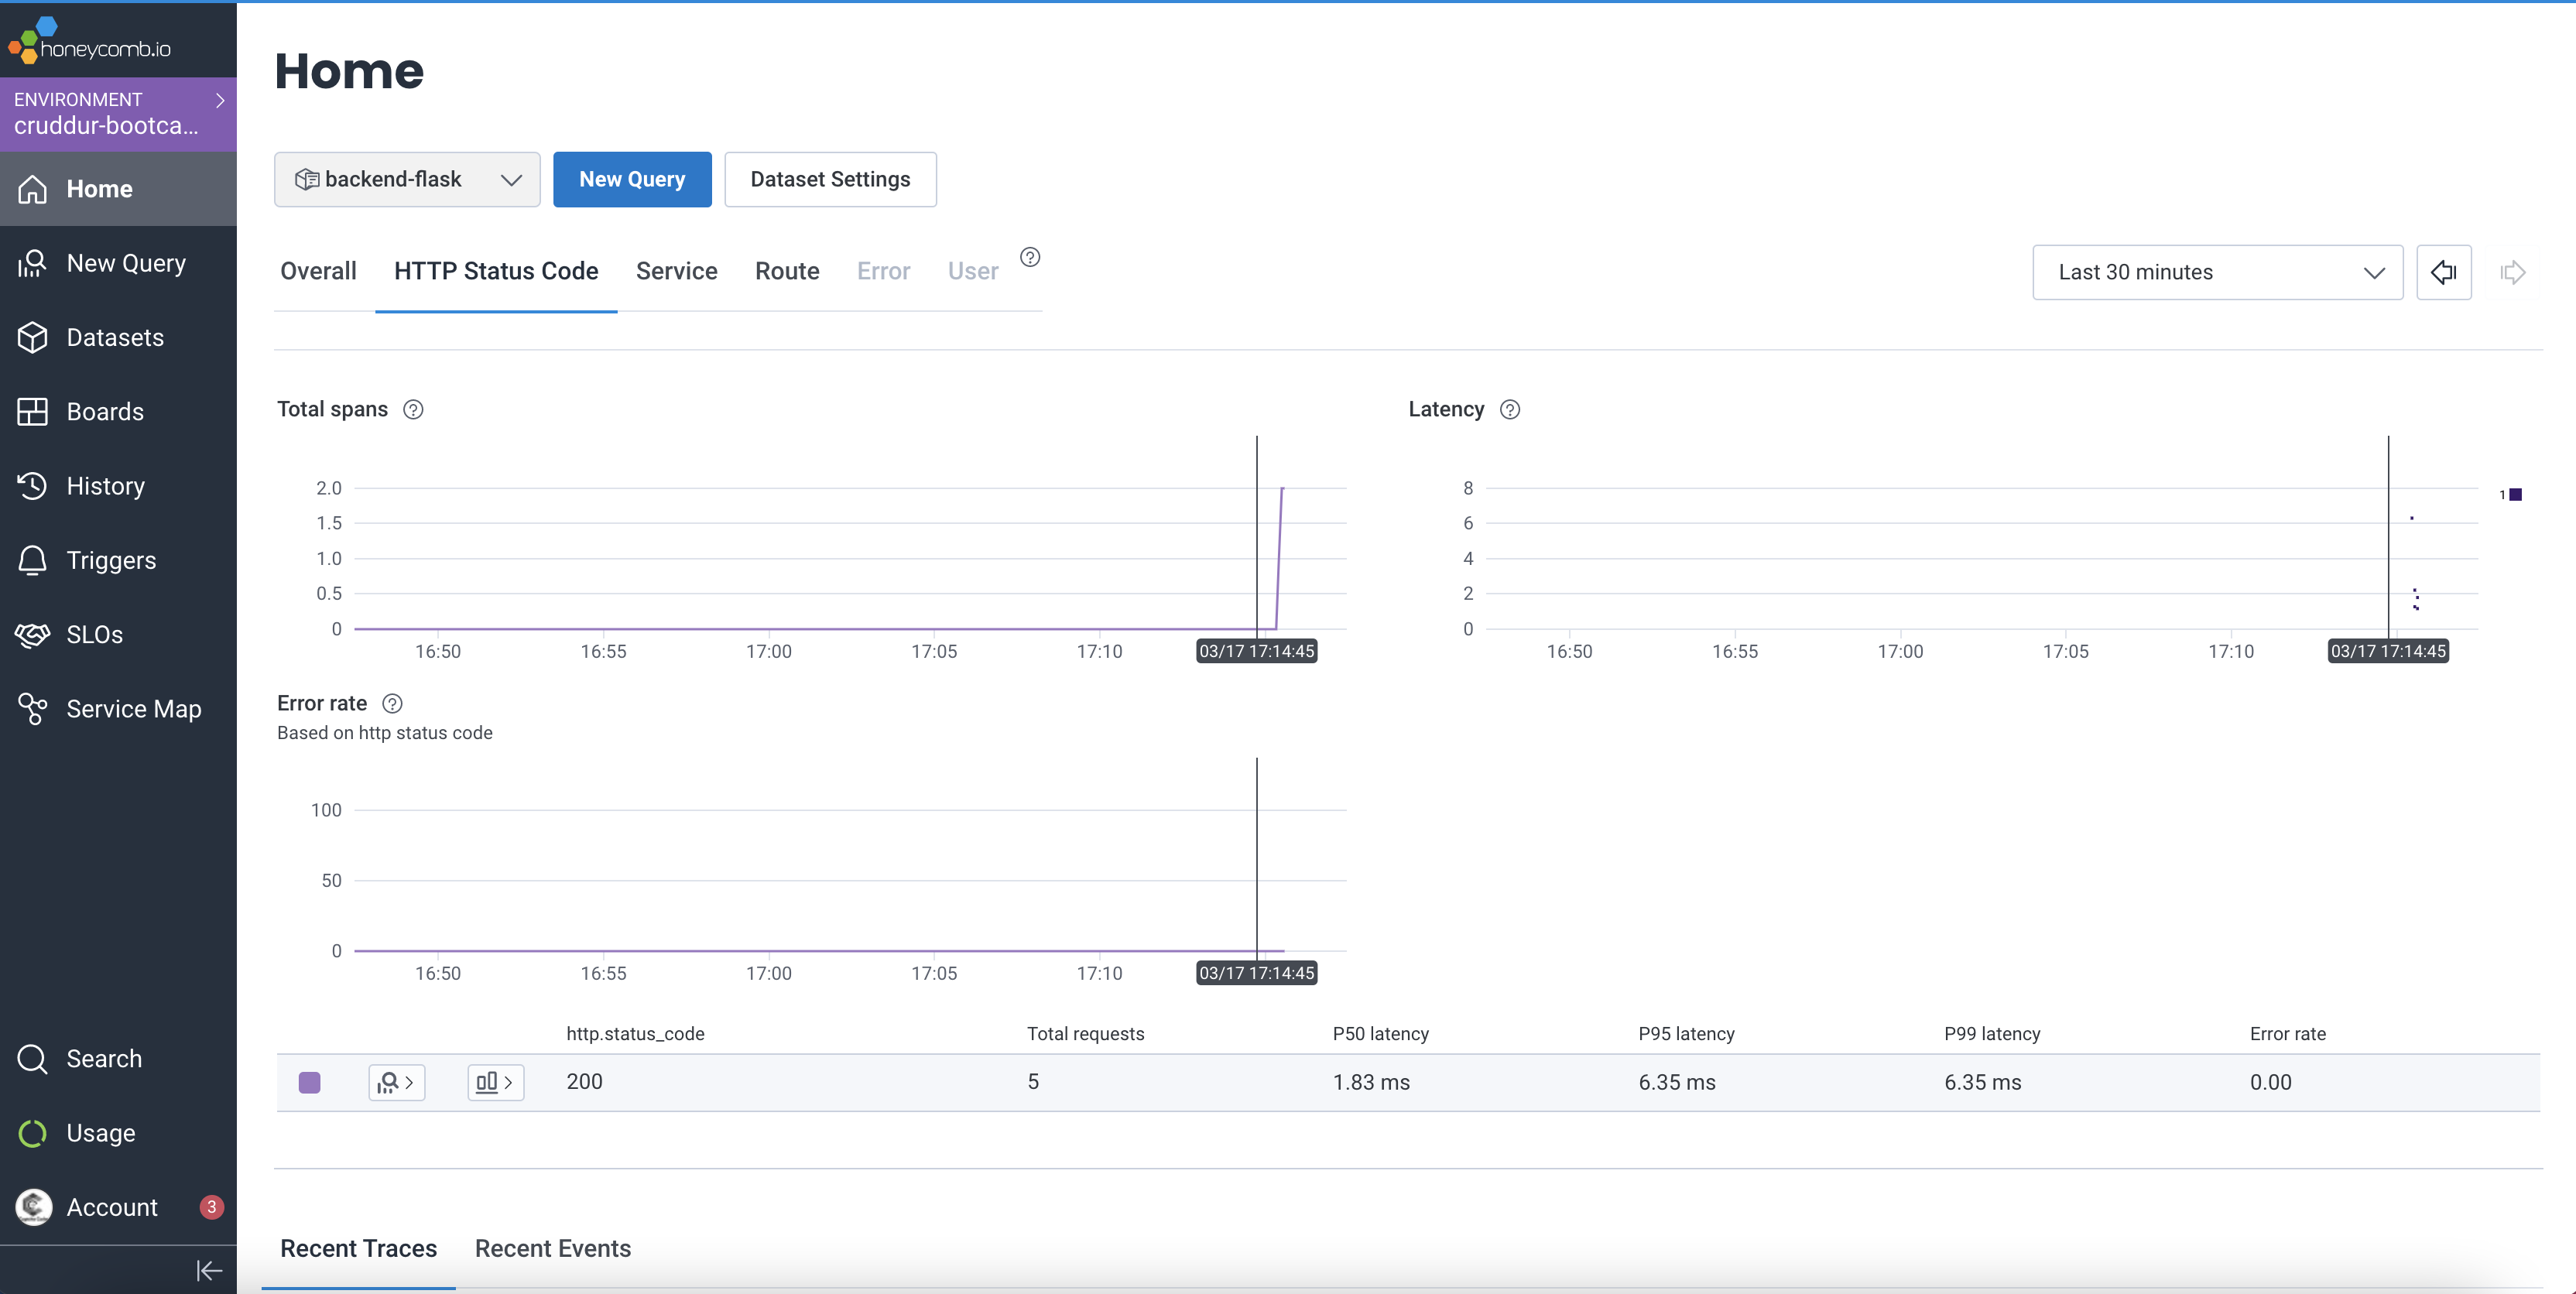 honeycomb.io
ENVIRONMENT
cruddur-bootca...
Home
New Query
Datasets
Boards
History
Triggers
SLOs
Service Map
Search
Usage
Account 3
Home
backend-flask New Query Dataset Settings
Overall HTTP Status Code Service Route Error User ?
Last 30 minutes
Total spans ?
2.0
1.5
1.0
0.5
0
16:50 16:55 17:00 17:05 17:10 03/17 17:14:45
Latency ?
8
6
4
2
0
1
16:50 16:55 17:00 17:05 17:10 03/17 17:14:45
Error rate ?
Based on http status code
100
50
0
16:50 16:55 17:00 17:05 17:10 03/17 17:14:45
http.status_code Total requests P50 latency P95 latency P99 latency Error rate
200 5 1.83 ms 6.35 ms 6.35 ms 0.00
Recent Traces Recent Events